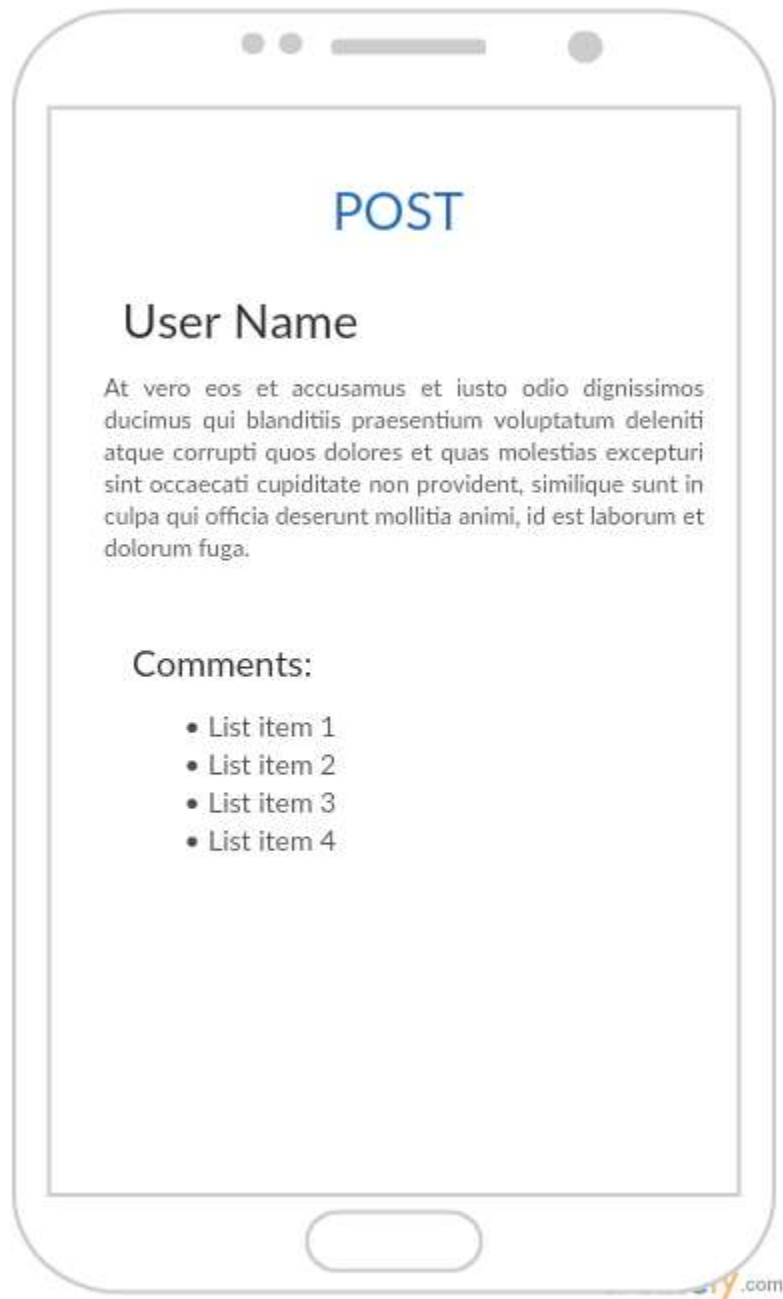 POST
User Name
At vero eos et accusamus et iusto odio dignissimos
ducimus qui blanditiis praesentium voluptatum deleniti
atque corrupti quos dolores et quas molestias excepturi
sint occaecati cupiditate non provident, similique sunt in
culpa qui officia deserunt mollitia animi, id est laborum et
dolorum fuga.
Comments:
• List item 1
• List item 2
• List item 3
• List item 4
.com